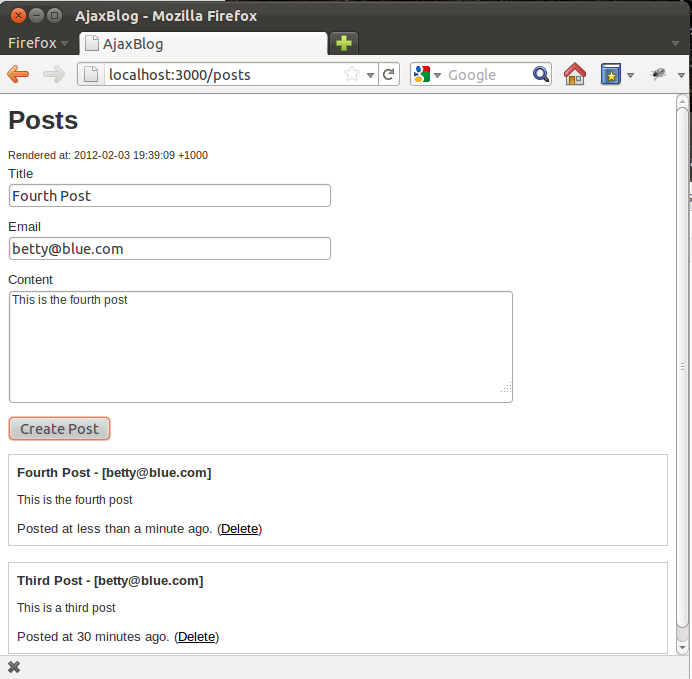 AjaxBlog - Mozilla Firefox
Firefox
AjaxBlog
localhost:3000/posts
Google
Posts
Rendered at: 2012-02-03 19:39:09 +1000
Title
Fourth Post
Email
betty@blue.com
Content
This is the fourth post
Create Post
Fourth Post - [betty@blue.com]
This is the fourth post
Posted at less than a minute ago. (Delete)
Third Post - [betty@blue.com]
This is a third post
Posted at 30 minutes ago. (Delete)